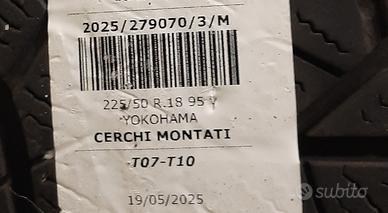 2025/279070/3/M
225/50 R.18 95 V
YOKOHAMA
CERCHI MONTATI
T07-T10
19/05/2025
subito